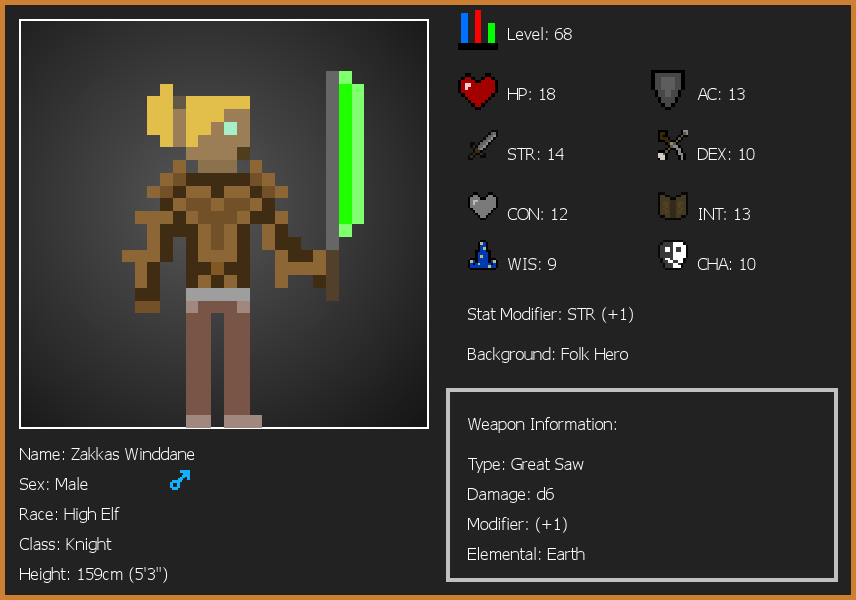 Level: 68
HP: 18
AC: 13
STR: 14
DEX: 10
CON: 12
INT: 13
WIS: 9
CHA: 10
Stat Modifier: STR (+1)
Background: Folk Hero
Weapon Information:
Type: Great Saw
Damage: d6
Modifier: (+1)
Elemental: Earth
Name: Zakkas Winddane
Sex: Male
Race: High Elf
Class: Knight
Height: 159cm (5'3")